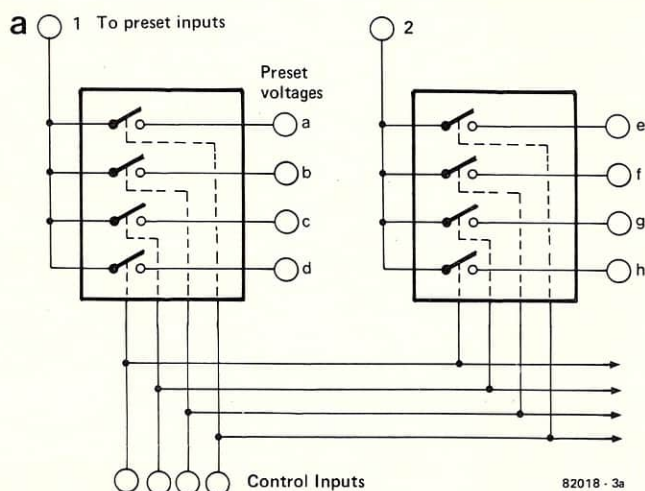 a
1 To preset inputs
2
Preset
voltages
a
b
c
d
e
f
g
h
Control Inputs
82018 - 3a